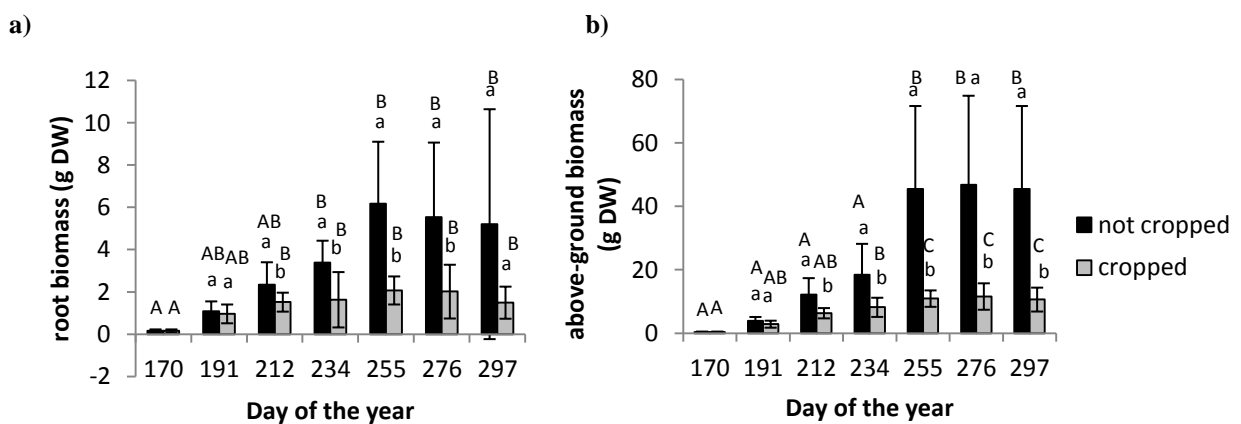 a)
root biomass (g DW)
12
10
8
6
4
2
0
-2
A A
AB AB
a a
AB B
a b
B B
a b
B B
a b
B B
a b
B B
a a
170 191 212 234 255 276 297
Day of the year
b)
above-ground biomass
(g DW)
80
60
40
20
0
A A
A AB
a a
A AB
a b
A B
a b
B C
a b
B a C
b
B C
a b
170 191 212 234 255 276 297
Day of the year
not cropped
cropped